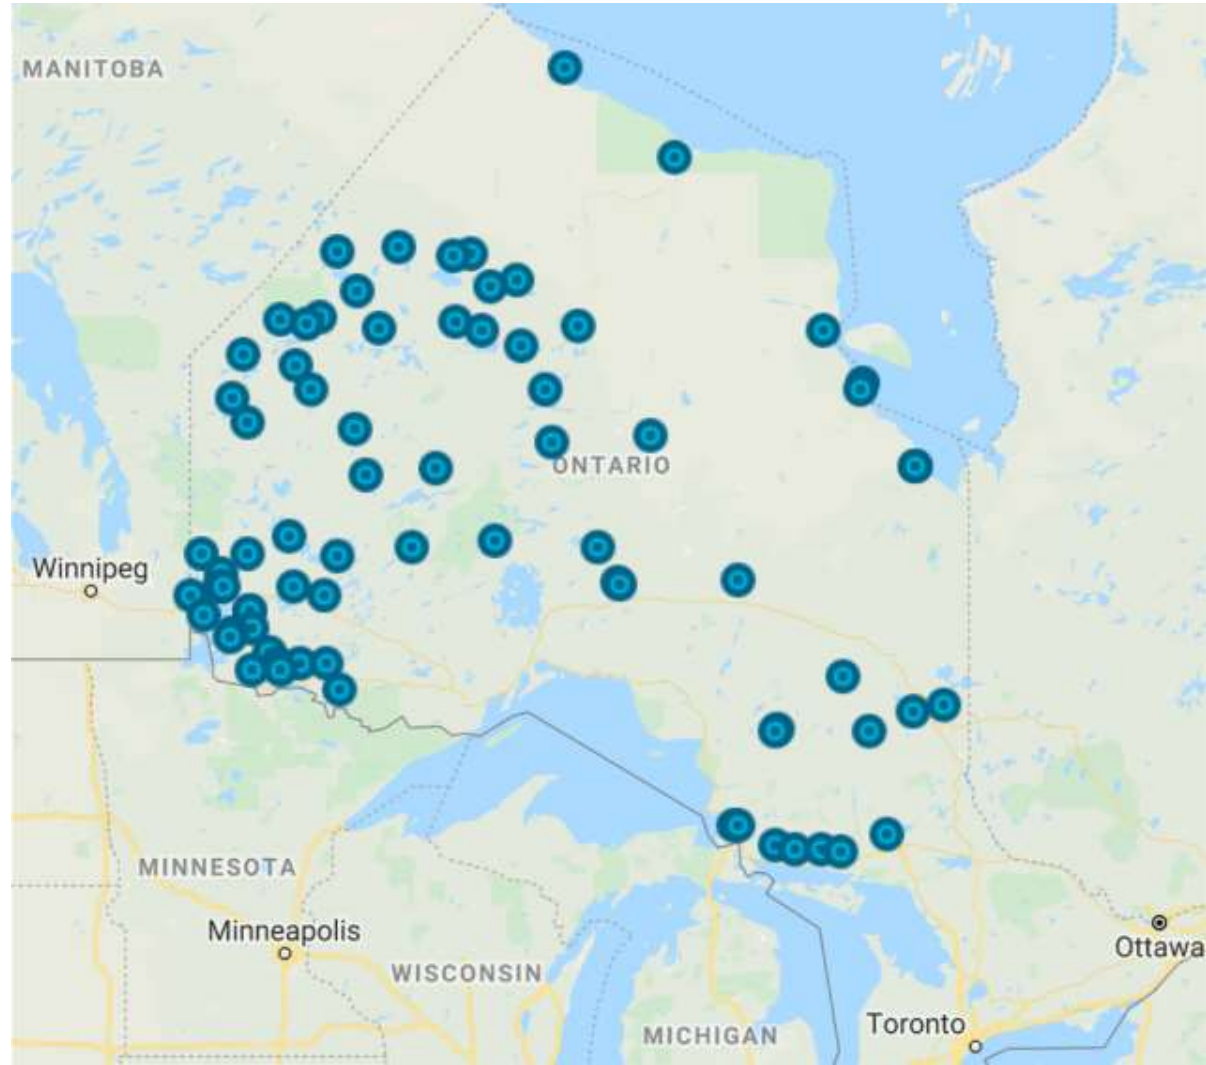 MANITOBA
ONTARIO
Winnipeg
MINNESOTA
Minneapolis
Ottawa
WISCONSIN
Toronto
MICHIGAN